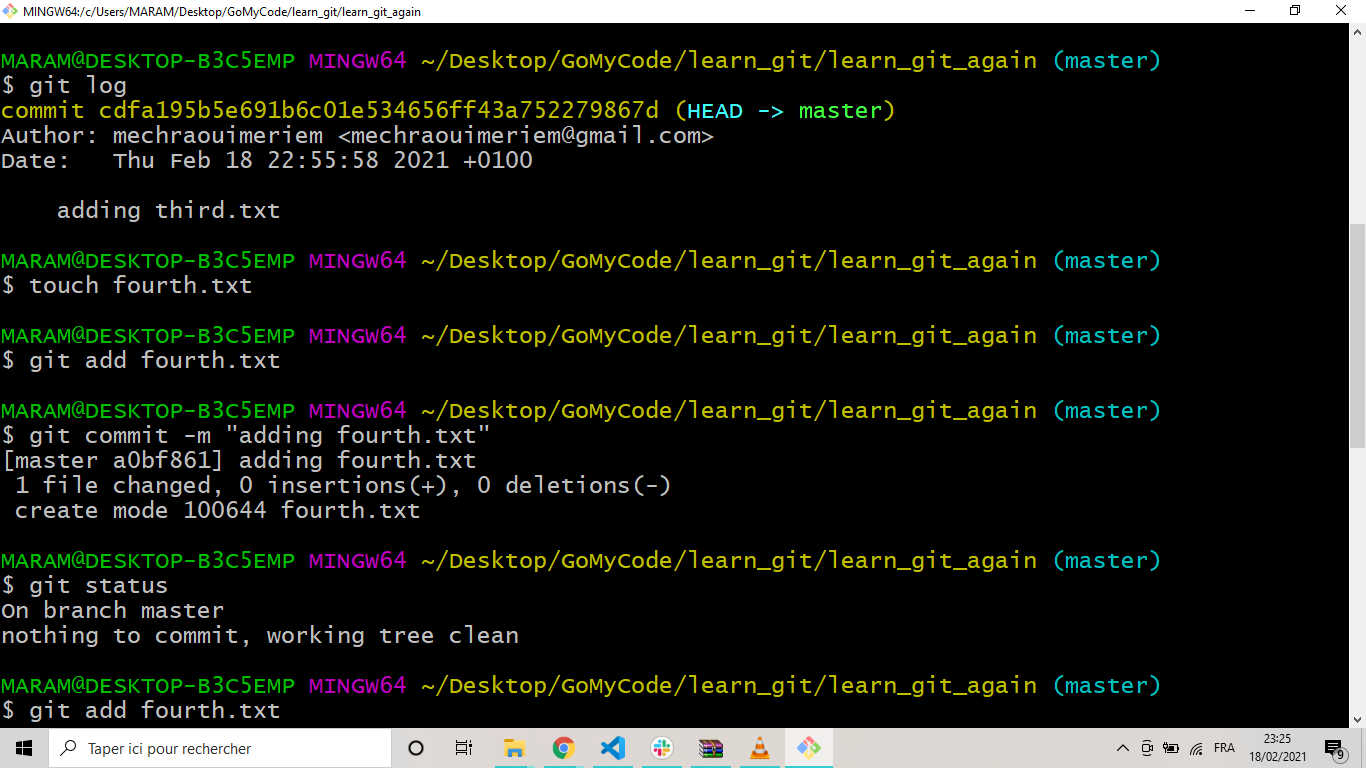 MINGW64:/c/Users/MARAM/Desktop/GoMyCode/learn_git/learn_git_again
MARAM@DESKTOP-B3C5EMP MINGW64 ~/Desktop/GoMyCode/learn_git/learn_git_again (master)
$ git log
commit cdfa195b5e691b6c01e534656ff43a752279867d (HEAD -> master)
Author: mechraouimeriem <mechraouimeriem@gmail.com>
Date:   Thu Feb 18 22:55:58 2021 +0100
    adding third.txt
MARAM@DESKTOP-B3C5EMP MINGW64 ~/Desktop/GoMyCode/learn_git/learn_git_again (master)
$ touch fourth.txt
MARAM@DESKTOP-B3C5EMP MINGW64 ~/Desktop/GoMyCode/learn_git/learn_git_again (master)
$ git add fourth.txt
MARAM@DESKTOP-B3C5EMP MINGW64 ~/Desktop/GoMyCode/learn_git/learn_git_again (master)
$ git commit -m "adding fourth.txt"
[master a0bf861] adding fourth.txt
 1 file changed, 0 insertions(+), 0 deletions(-)
 create mode 100644 fourth.txt
MARAM@DESKTOP-B3C5EMP MINGW64 ~/Desktop/GoMyCode/learn_git/learn_git_again (master)
$ git status
On branch master
nothing to commit, working tree clean
MARAM@DESKTOP-B3C5EMP MINGW64 ~/Desktop/GoMyCode/learn_git/learn_git_again (master)
$ git add fourth.txt
Taper ici pour rechercher
FRA
23:25
18/02/2021
9